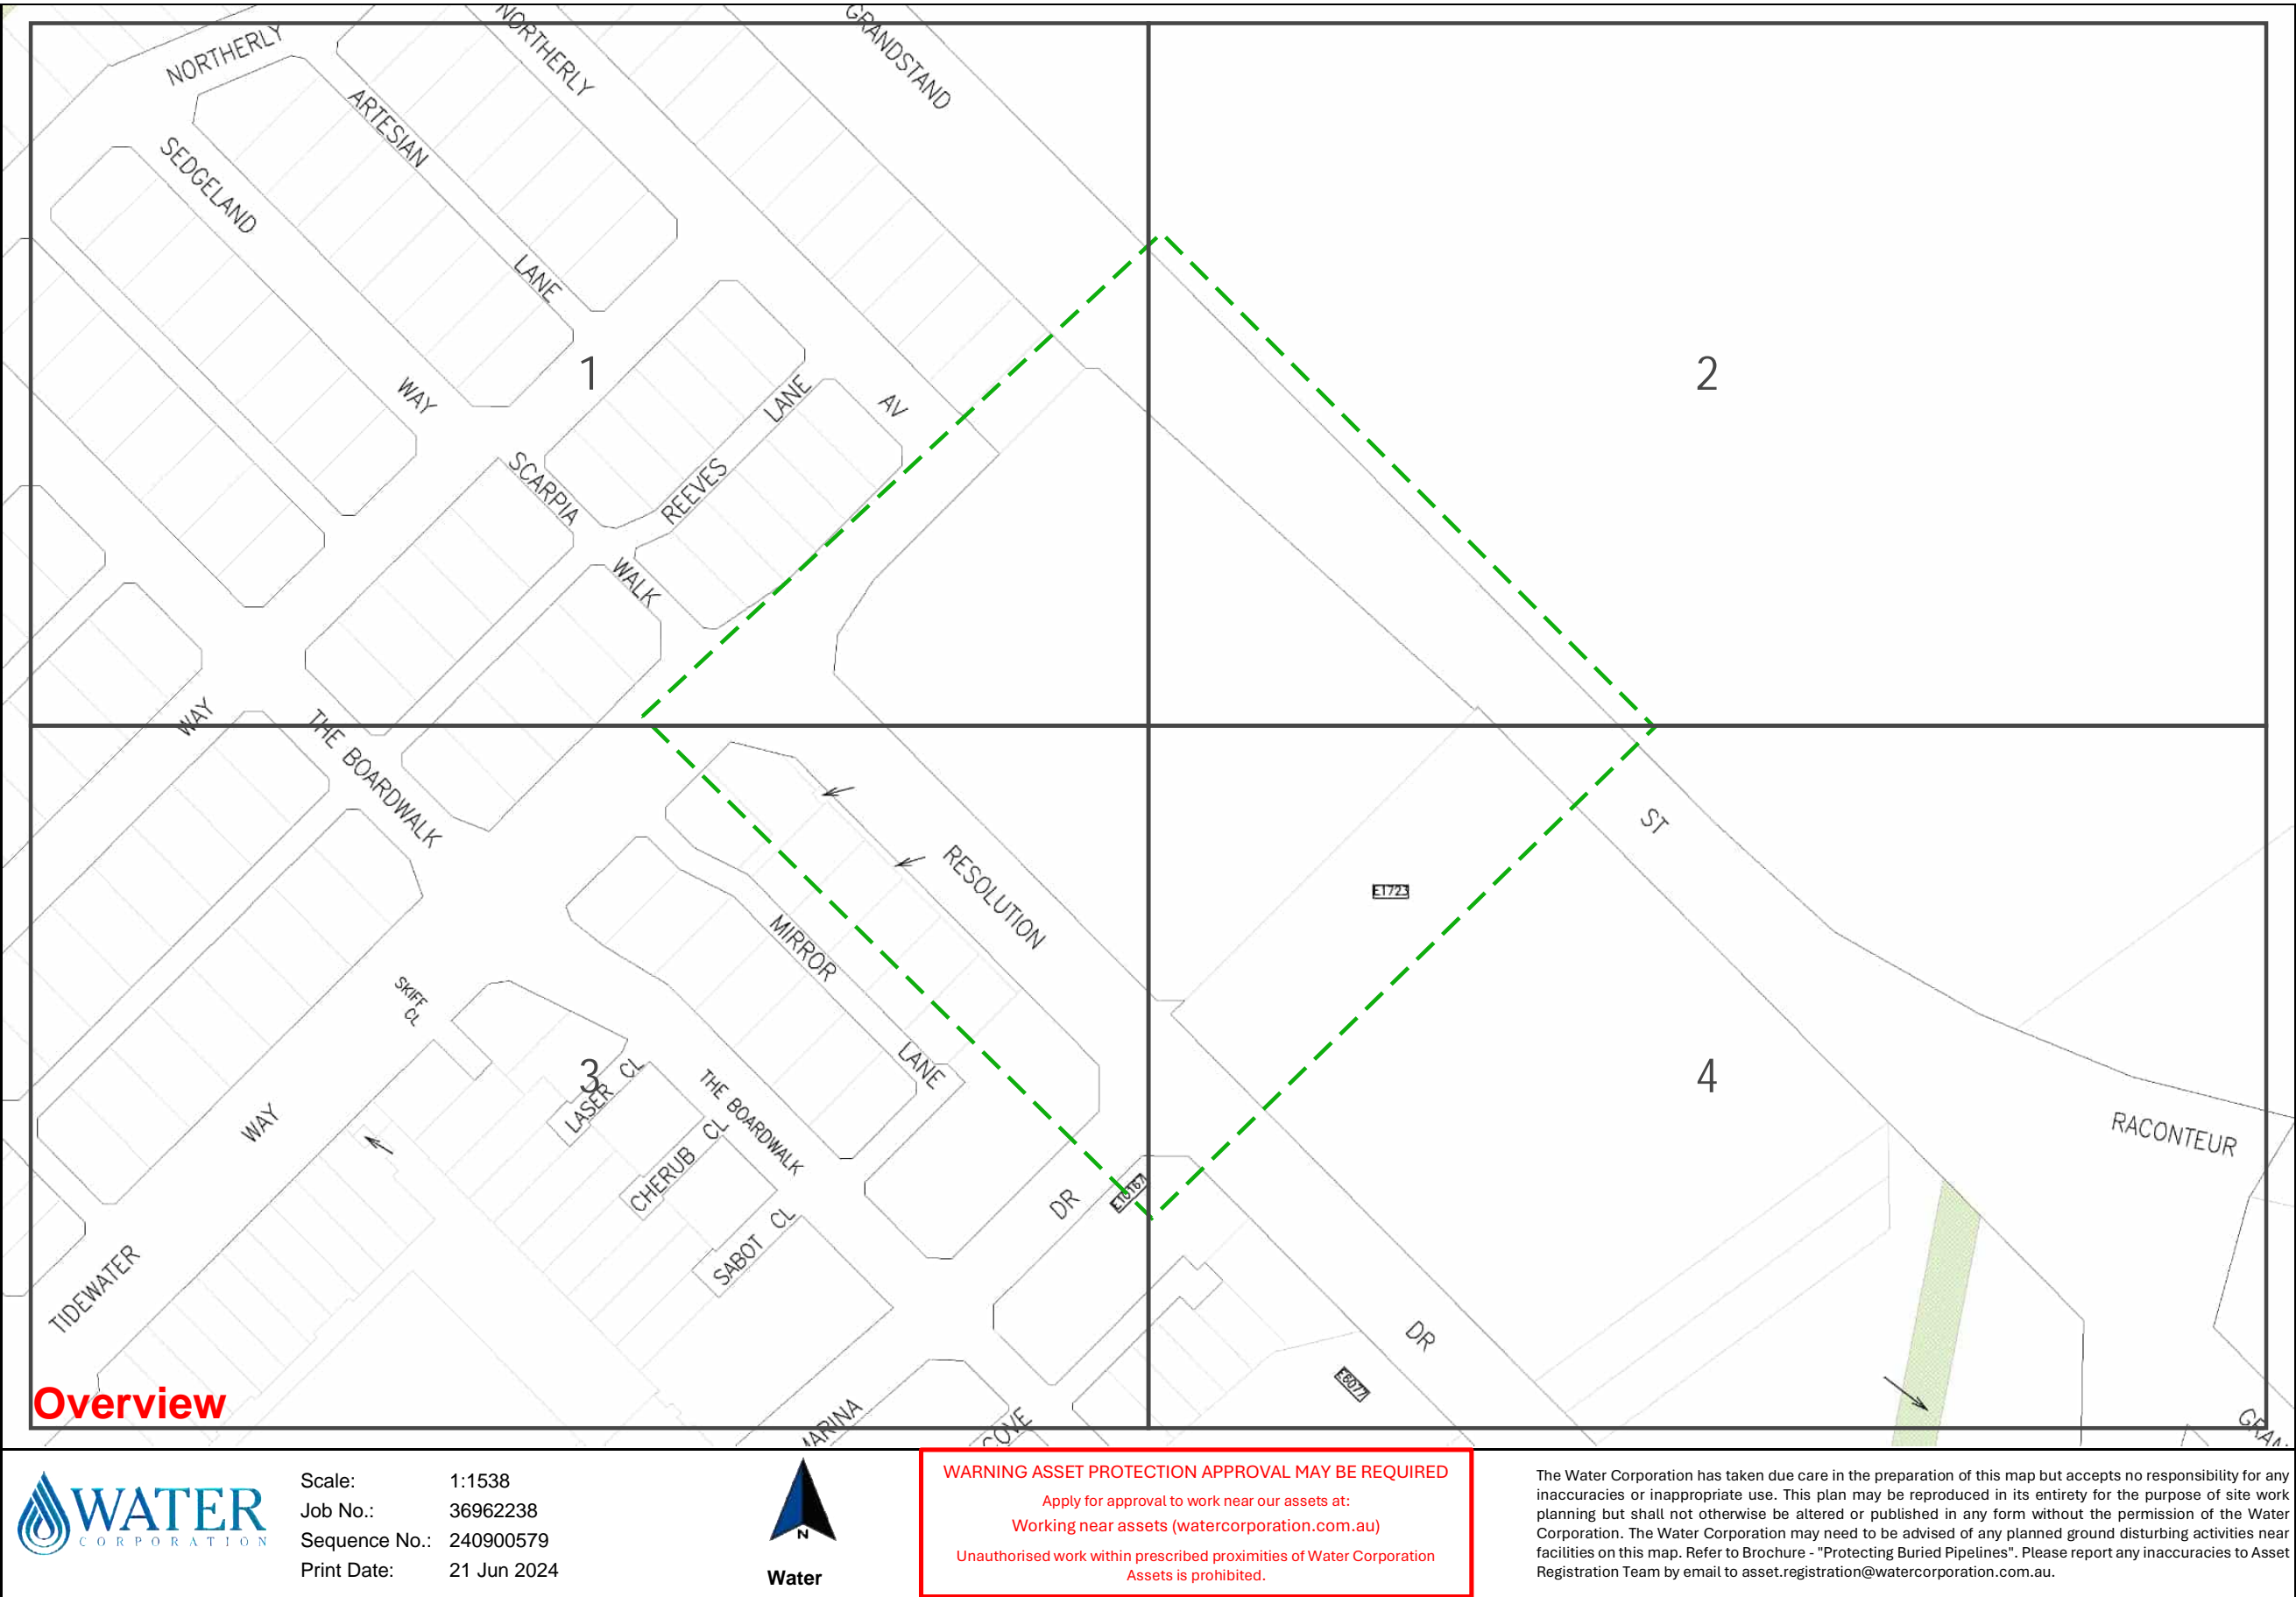 NORTHERLY
NORTHERLY
GRANDSTAND
ARTESIAN
SEDGELAND
LANE
1
2
WAY
LANE
AV
SCARPIA
REEVES
WALK
WAY
THE BOARDWALK
ST
RESOLUTION
E1723
MIRROR
SKIFF
CL
LANE
3
4
LASER CL
THE BOARDWALK
WAY
RACONTEUR
CHERUB CL
DR
E10167
SABOT CL
TIDEWATER
DR
E6077
Overview
MARINA
COVE
GRAN
WATER
CORPORATION
Scale: 1:1538
Job No.: 36962238
Sequence No.: 240900579
Print Date: 21 Jun 2024
N
Water
WARNING ASSET PROTECTION APPROVAL MAY BE REQUIRED
Apply for approval to work near our assets at:
Working near assets (watercorporation.com.au)
Unauthorised work within prescribed proximities of Water Corporation
Assets is prohibited.
The Water Corporation has taken due care in the preparation of this map but accepts no responsibility for any
inaccuracies or inappropriate use. This plan may be reproduced in its entirety for the purpose of site work
planning but shall not otherwise be altered or published in any form without the permission of the Water
Corporation. The Water Corporation may need to be advised of any planned ground disturbing activities near
facilities on this map. Refer to Brochure - "Protecting Buried Pipelines". Please report any inaccuracies to Asset
Registration Team by email to asset.registration@watercorporation.com.au.